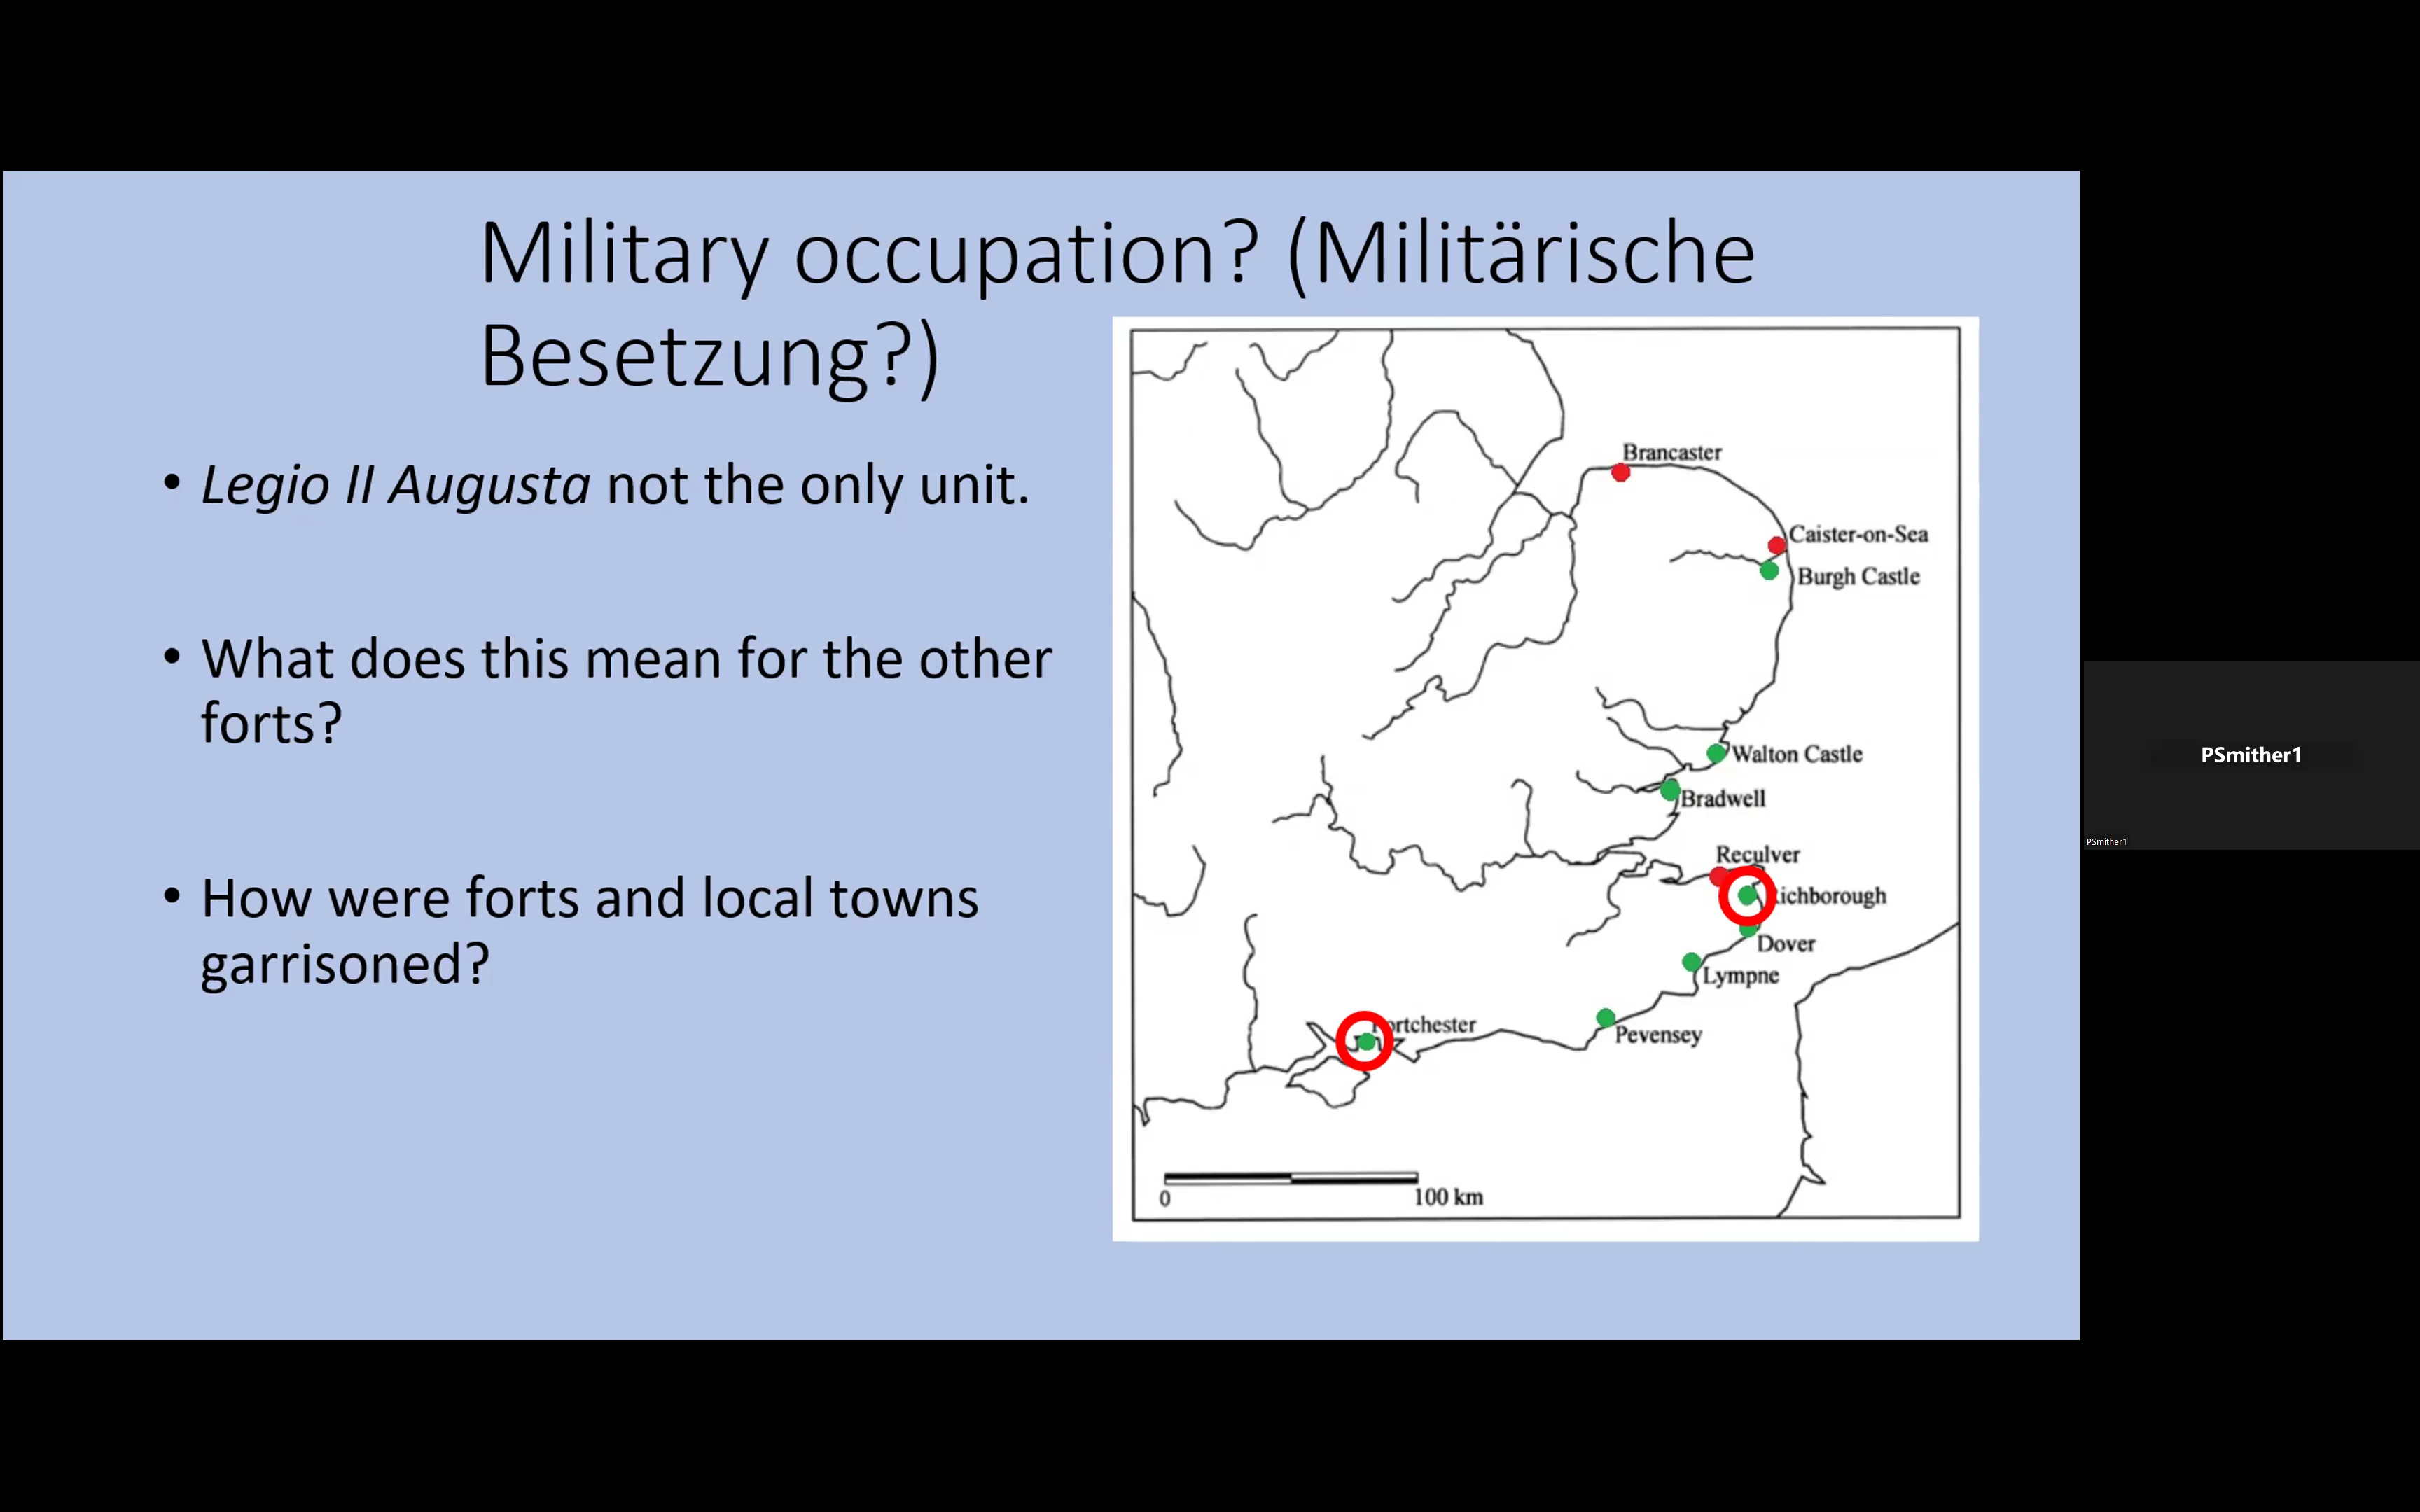 Military occupation? (Militärische
Besetzung?)
• Legio II Augusta not the only unit.
• What does this mean for the other
forts?
• How were forts and local towns
garrisoned?
Brancaster
Caister-on-Sea
Burgh Castle
Walton Castle
Bradwell
Reculver
ichborough
Dover
Lympne
ortchester
Pevensey
0
100 km
PSmither1
PSmither1